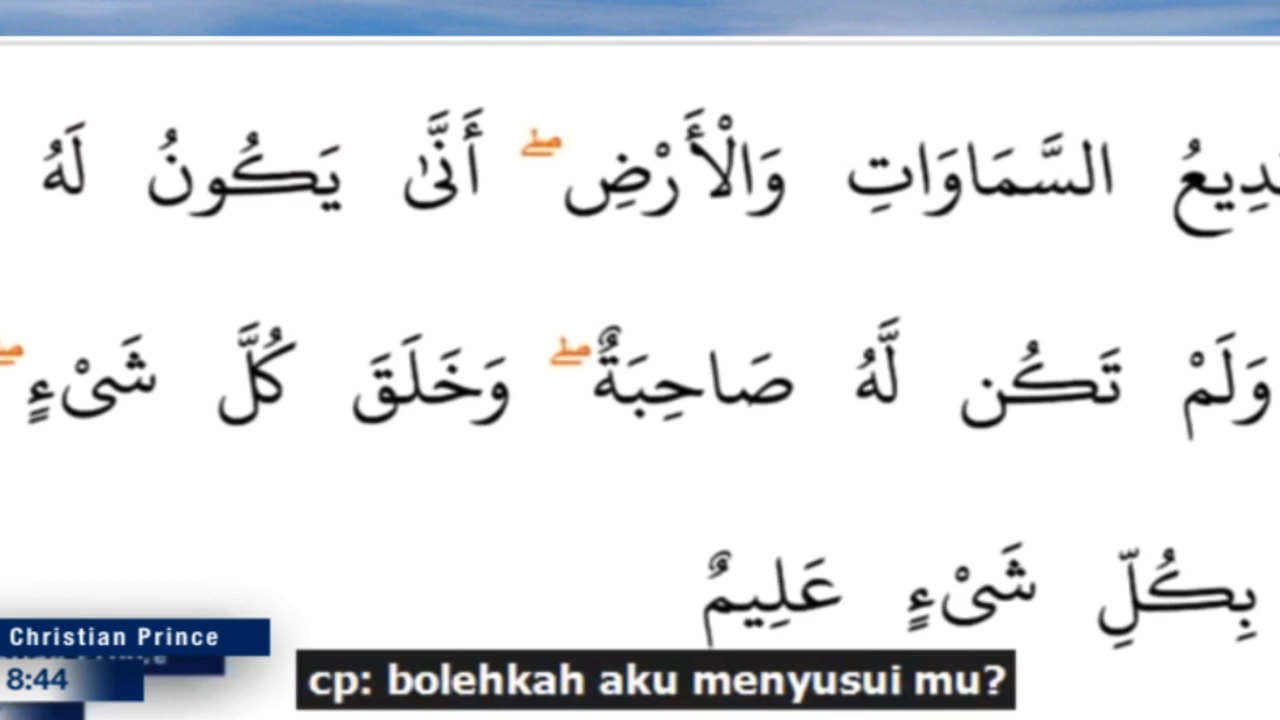 دِيعُ السَّمَاوَاتِ وَالْأَرْضِ ۖ أَنَّىٰ يَكُونُ لَهُ
وَلَمْ تَكُن لَّهُ صَاحِبَةٌ ۖ وَخَلَقَ كُلَّ شَىْءٍ ۖ
بِكُلِّ شَىْءٍ عَلِيمٌ
Christian Prince
8:44
cp: bolehkah aku menyusui mu?